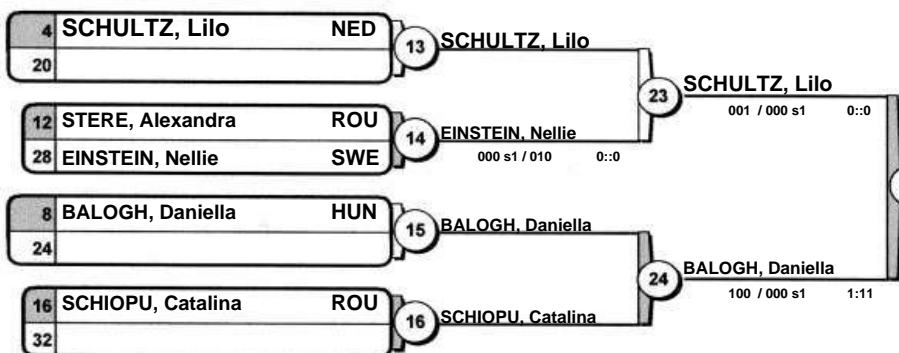 4 SCHULTZ, Lilo NED
20
13 SCHULTZ, Lilo
12 STERE, Alexandra ROU
28 EINSTEIN, Nellie SWE
14 EINSTEIN, Nellie
000 s1 / 010 0::0
23 SCHULTZ, Lilo
001 / 000 s1 0::0
8 BALOGH, Daniella HUN
24
15 BALOGH, Daniella
16 SCHIOPU, Catalina ROU
32
16 SCHIOPU, Catalina
24 BALOGH, Daniella
100 / 000 s1 1:11